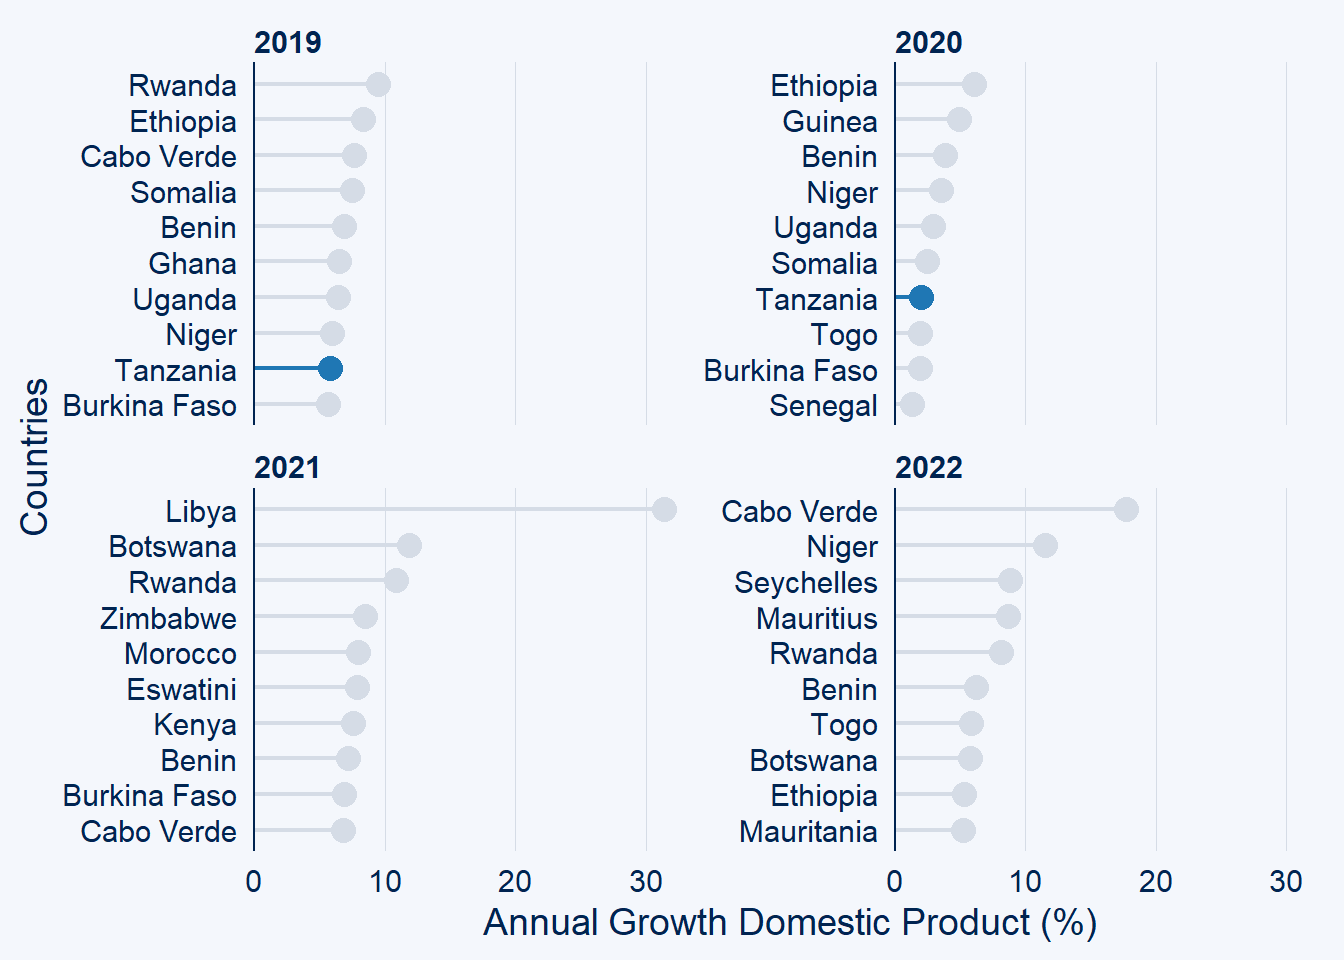 2019
Rwanda
Ethiopia
Cabo Verde
Somalia
Benin
Ghana
Uganda
Niger
Tanzania
Burkina Faso
2020
Ethiopia
Guinea
Benin
Niger
Uganda
Somalia
Tanzania
Togo
Burkina Faso
Senegal
Countries
2021
Libya
Botswana
Rwanda
Zimbabwe
Morocco
Eswatini
Kenya
Benin
Burkina Faso
Cabo Verde
0 10 20 30
2022
Cabo Verde
Niger
Seychelles
Mauritius
Rwanda
Benin
Togo
Botswana
Ethiopia
Mauritania
0 10 20 30
Annual Growth Domestic Product (%)